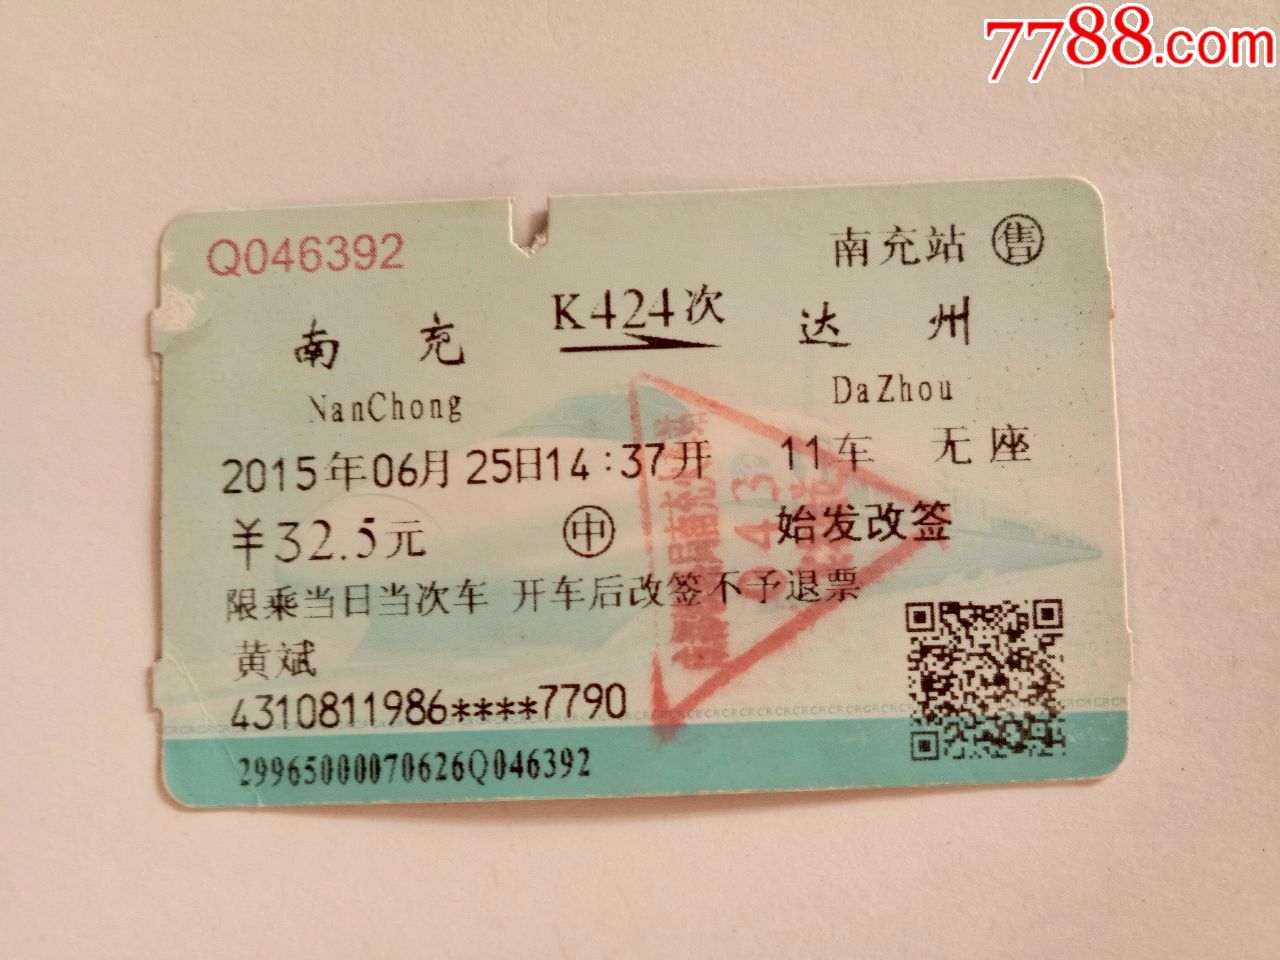 7788.com
Q046392
南充站 售
南充 K424次 达州
NanChong DaZhou
2015年06月25日14:37开 11车 无座
￥32.5元 中 始发改签
限乘当日当次车 开车后改签不予退票
黄斌
4310811986****7790
29965000070626Q046392